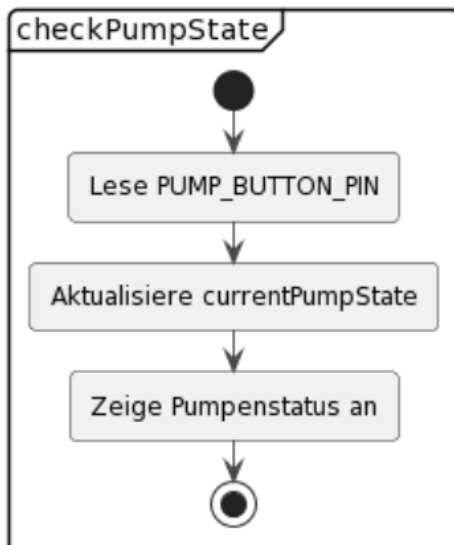 checkPumpState
Lese PUMP_BUTTON_PIN
Aktualisiere currentPumpState
Zeige Pumpenstatus an